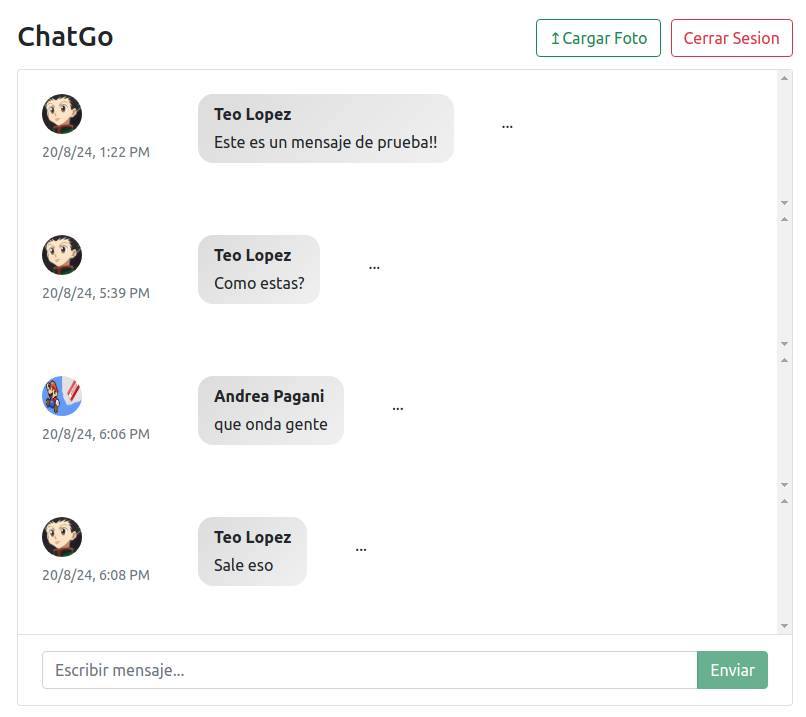 ChatGo
↥Cargar Foto
Cerrar Sesion
Teo Lopez
Este es un mensaje de prueba!!
...
20/8/24, 1:22 PM
Teo Lopez
Como estas?
...
20/8/24, 5:39 PM
Andrea Pagani
que onda gente
...
20/8/24, 6:06 PM
Teo Lopez
Sale eso
...
20/8/24, 6:08 PM
Escribir mensaje...
Enviar